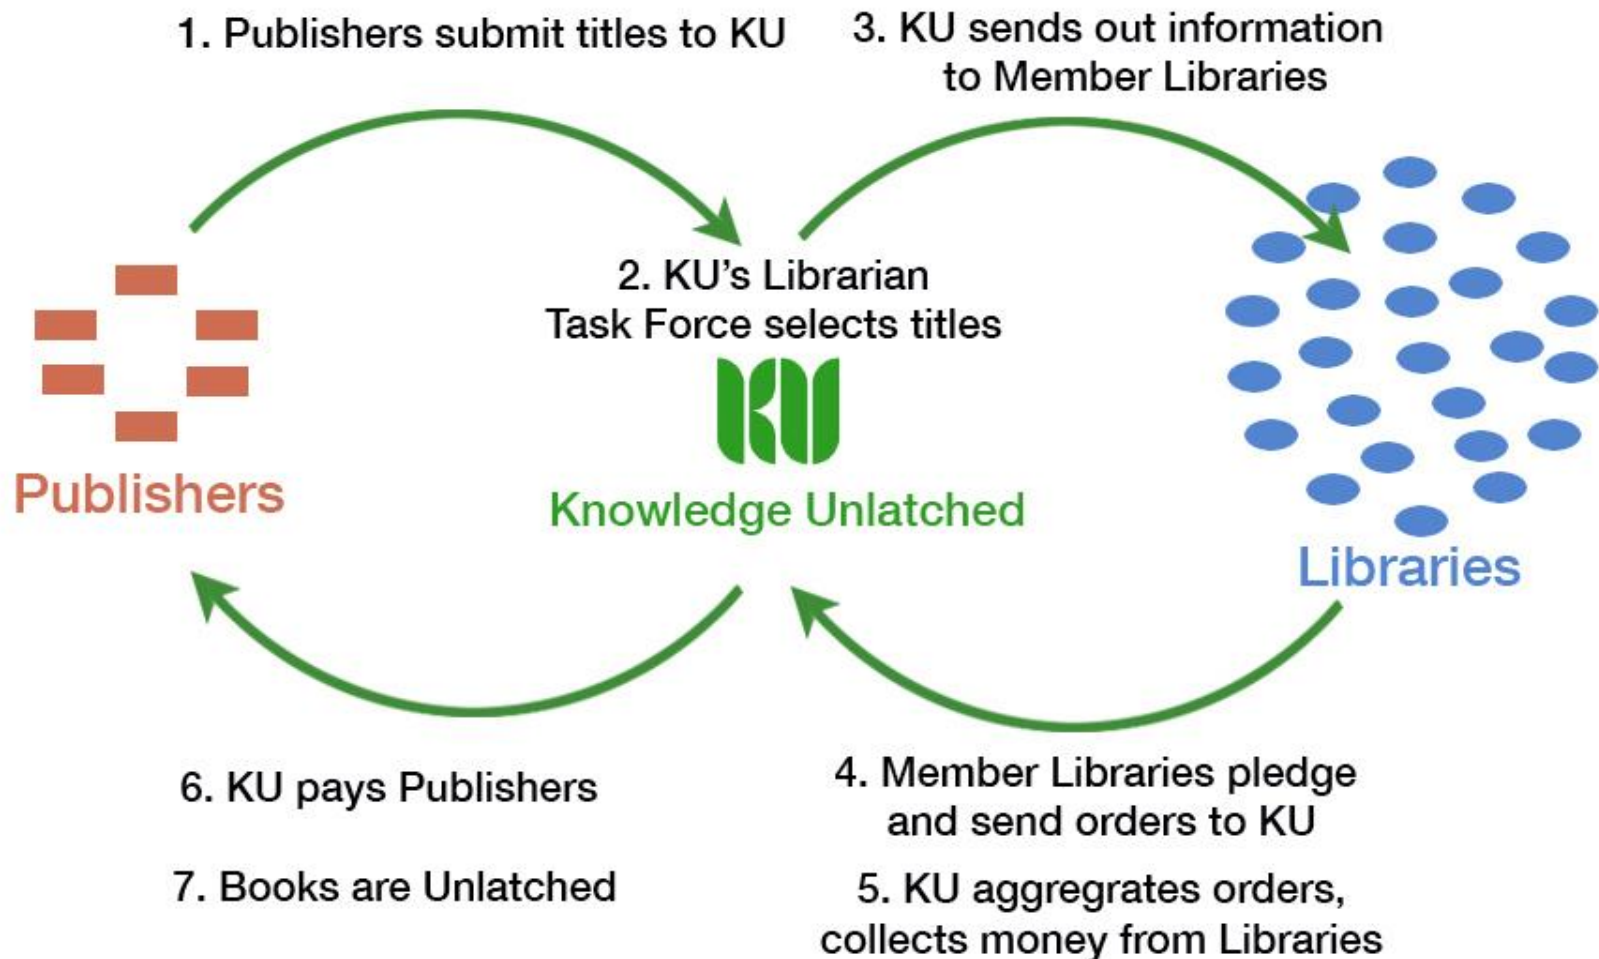 1. Publishers submit titles to KU
3. KU sends out information
to Member Libraries
2. KU's Librarian
Task Force selects titles
KU
Knowledge Unlatched
Publishers
Libraries
6. KU pays Publishers
7. Books are Unlatched
4. Member Libraries pledge
and send orders to KU
5. KU aggregrates orders,
collects money from Libraries